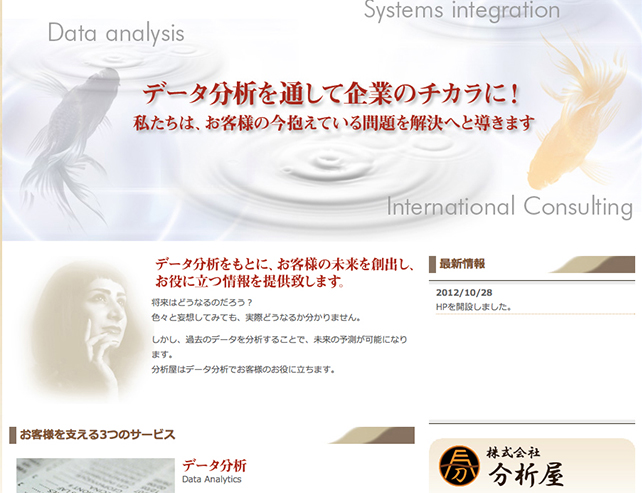 Systems integration
Data analysis
データ分析を通して企業のチカラに！
私たちは、お客様の今抱えている問題を解決へと導きます
International Consulting
データ分析をもとに、お客様の未来を創出し、
お役に立つ情報を提供致します。
将来はどうなるのだろう？
色々と妄想してみても、実際どうなるか分かりません。
しかし、過去のデータを分析することで、未来の予測が可能になり
ます。
分析屋はデータ分析でお客様のお役に立ちます。
最新情報
2012/10/28
HPを開設しました。
お客様を支える3つのサービス
データ分析
Data Analytics
株式会社
分析屋